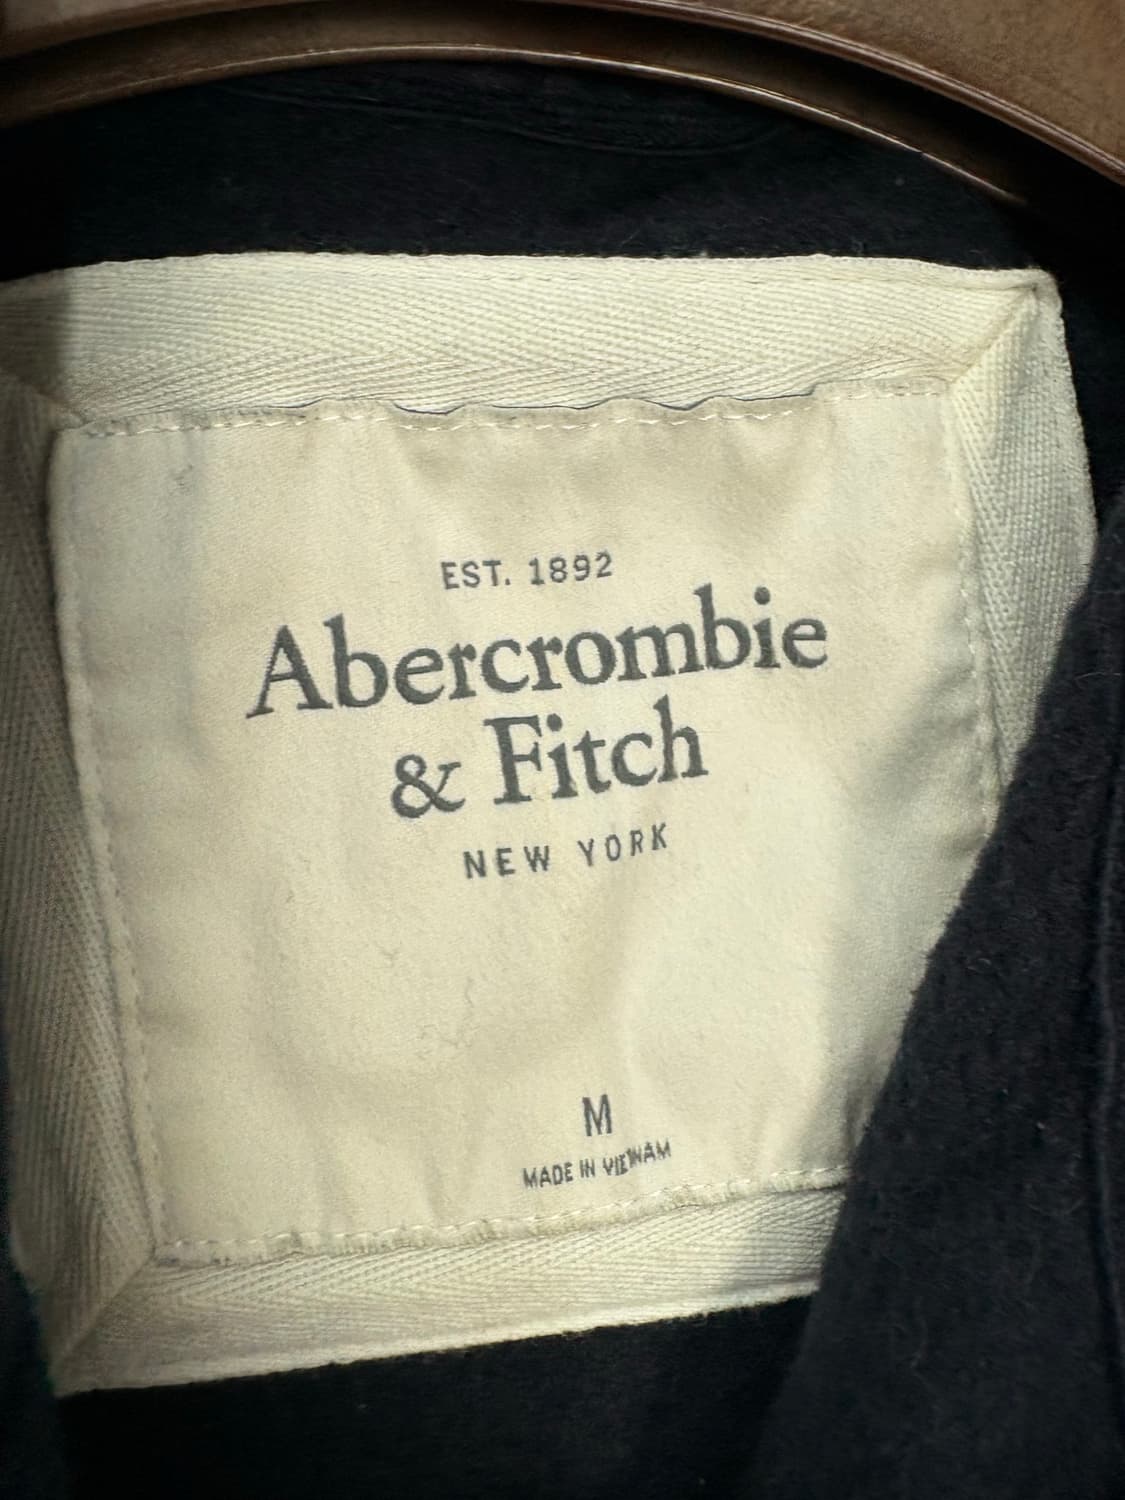 EST. 1892
Abercrombie
& Fitch
NEW YORK
M
MADE IN VIETNAM